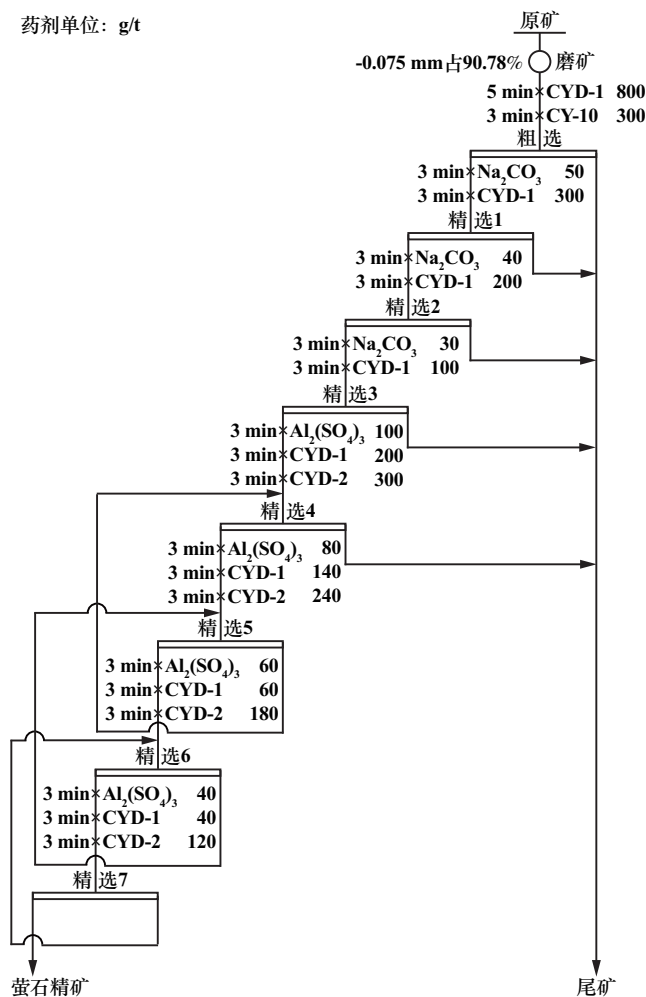 药剂单位：g/t
原矿
-0.075 mm占90.78% 磨矿
5 min×CYD-1 800
3 min×CY-10 300
粗 选
3 min×Na₂CO₃ 50
3 min×CYD-1 300
精 选1
3 min×Na₂CO₃ 40
3 min×CYD-1 200
精 选2
3 min×Na₂CO₃ 30
3 min×CYD-1 100
精 选3
3 min×Al₂(SO₄)₃ 100
3 min×CYD-1 200
3 min×CYD-2 300
精 选4
3 min×Al₂(SO₄)₃ 80
3 min×CYD-1 140
3 min×CYD-2 240
精 选5
3 min×Al₂(SO₄)₃ 60
3 min×CYD-1 60
3 min×CYD-2 180
精 选6
3 min×Al₂(SO₄)₃ 40
3 min×CYD-1 40
3 min×CYD-2 120
精 选7
萤石精矿 尾矿